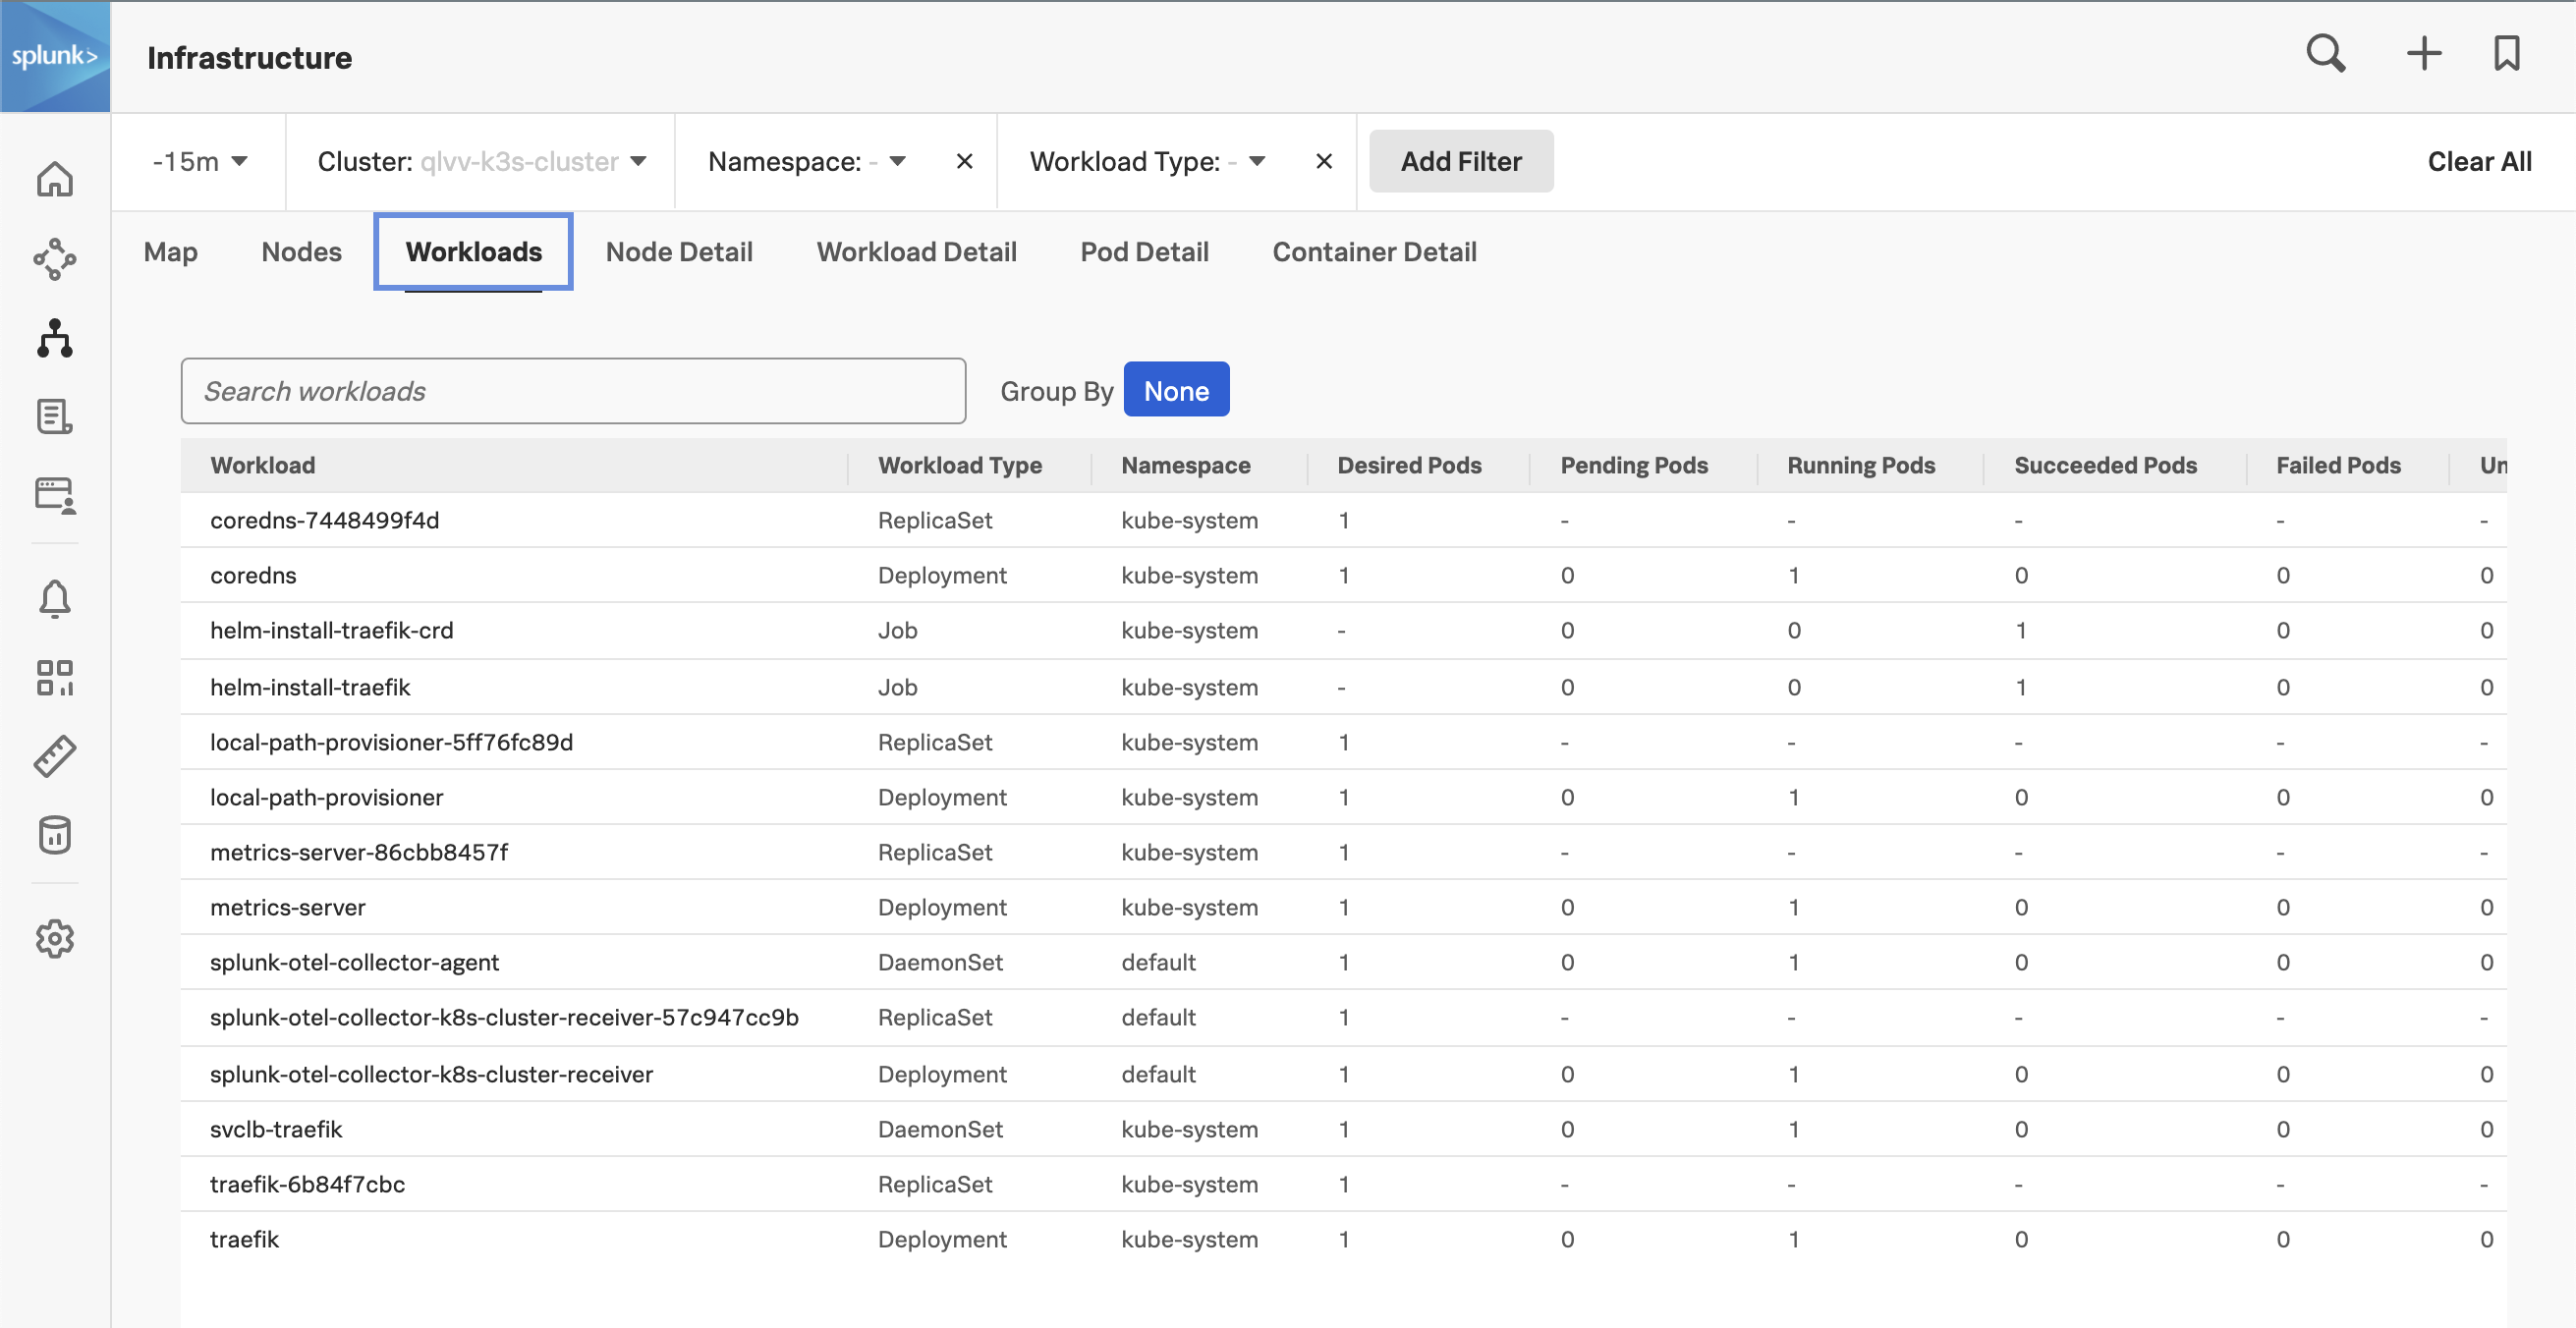 splunk>
Infrastructure
-15m Cluster: qlvv-k3s-cluster Namespace: - Workload Type: - Add Filter Clear All
Map Nodes Workloads Node Detail Workload Detail Pod Detail Container Detail
Search workloads Group By None
Workload Workload Type Namespace Desired Pods Pending Pods Running Pods Succeeded Pods Failed Pods Un
coredns-7448499f4d ReplicaSet kube-system 1 - - - - -
coredns Deployment kube-system 1 0 1 0 0 0
helm-install-traefik-crd Job kube-system - 0 0 1 0 0
helm-install-traefik Job kube-system - 0 0 1 0 0
local-path-provisioner-5ff76fc89d ReplicaSet kube-system 1 - - - - -
local-path-provisioner Deployment kube-system 1 0 1 0 0 0
metrics-server-86cbb8457f ReplicaSet kube-system 1 - - - - -
metrics-server Deployment kube-system 1 0 1 0 0 0
splunk-otel-collector-agent DaemonSet default 1 0 1 0 0 0
splunk-otel-collector-k8s-cluster-receiver-57c947cc9b ReplicaSet default 1 - - - - -
splunk-otel-collector-k8s-cluster-receiver Deployment default 1 0 1 0 0 0
svclb-traefik DaemonSet kube-system 1 0 1 0 0 0
traefik-6b84f7cbc ReplicaSet kube-system 1 - - - - -
traefik Deployment kube-system 1 0 1 0 0 0